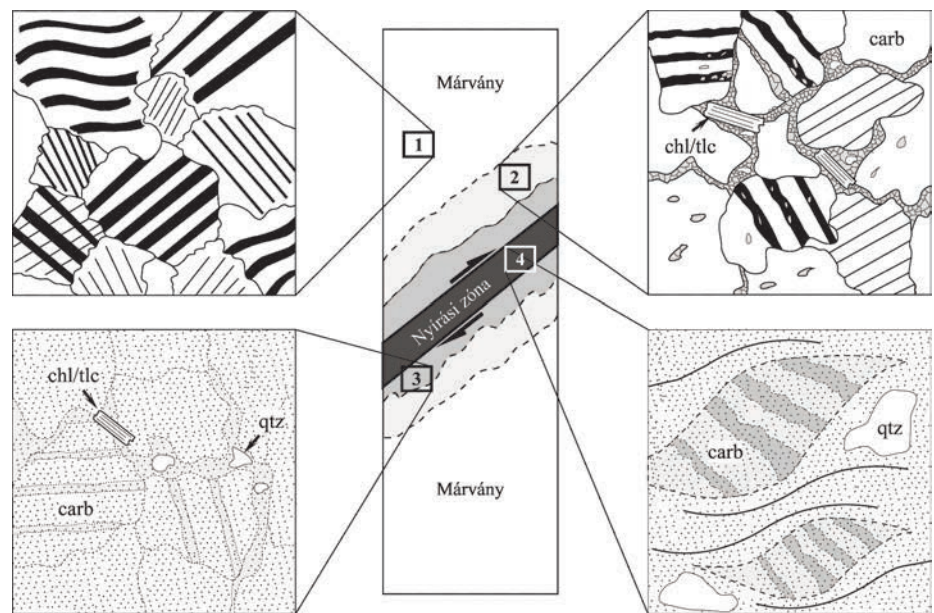 Márvány
1
2
4
Nyírási zóna
3
Márvány
carb
chl/tlc
chl/tlc
qtz
carb
carb
qtz